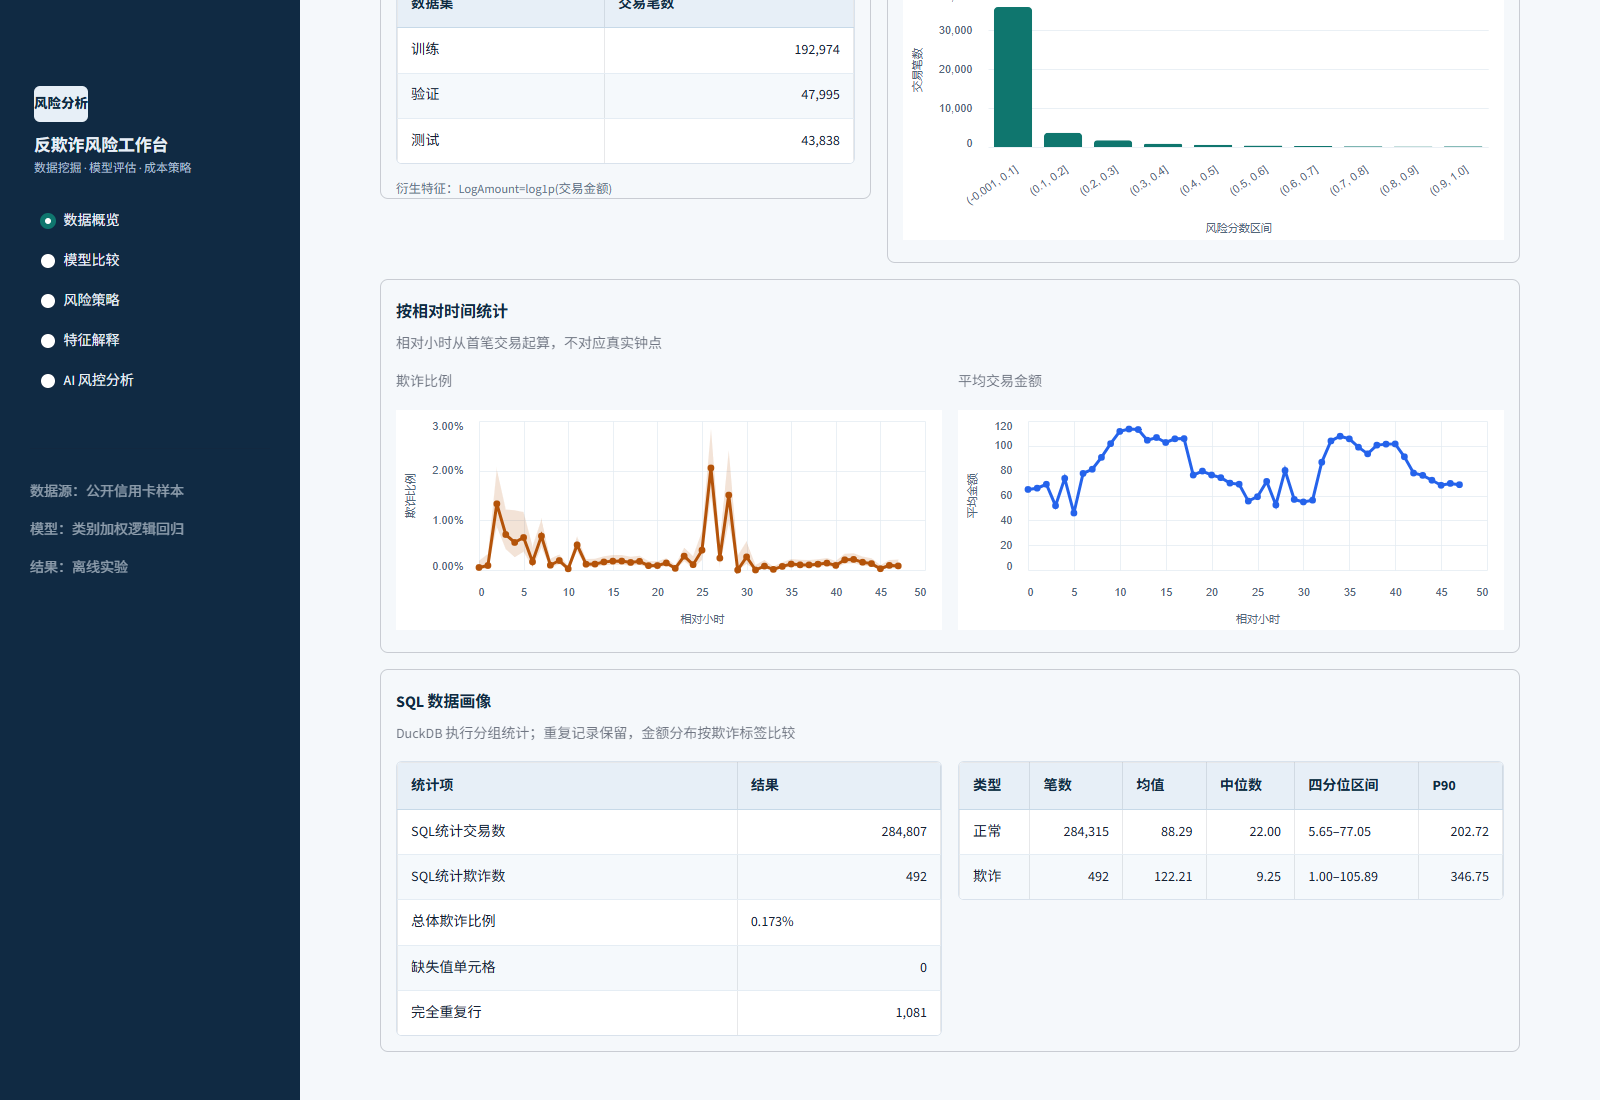 风险分析
反欺诈风险工作台
数据挖掘 · 模型评估 · 成本策略
数据概览
模型比较
风险策略
特征解释
AI 风控分析
数据源：公开信用卡样本
模型：类别加权逻辑回归
结果：离线实验
数据集 交易笔数
训练 192,974
验证 47,995
测试 43,838
衍生特征：LogAmount=log1p(交易金额)
交易笔数
30,000
20,000
10,000
0
(-0.001, 0.1] (0.1, 0.2] (0.2, 0.3] (0.3, 0.4] (0.4, 0.5] (0.5, 0.6] (0.6, 0.7] (0.7, 0.8] (0.8, 0.9] (0.9, 1.0]
风险分数区间
按相对时间统计
相对小时从首笔交易起算，不对应真实钟点
欺诈比例
欺诈比例
3.00%
2.00%
1.00%
0.00%
0 5 10 15 20 25 30 35 40 45 50
相对小时
平均交易金额
平均金额
120
100
80
60
40
20
0
0 5 10 15 20 25 30 35 40 45 50
相对小时
SQL 数据画像
DuckDB 执行分组统计；重复记录保留，金额分布按欺诈标签比较
统计项 结果
SQL统计交易数 284,807
SQL统计欺诈数 492
总体欺诈比例 0.173%
缺失值单元格 0
完全重复行 1,081
类型 笔数 均值 中位数 四分位区间 P90
正常 284,315 88.29 22.00 5.65–77.05 202.72
欺诈 492 122.21 9.25 1.00–105.89 346.75